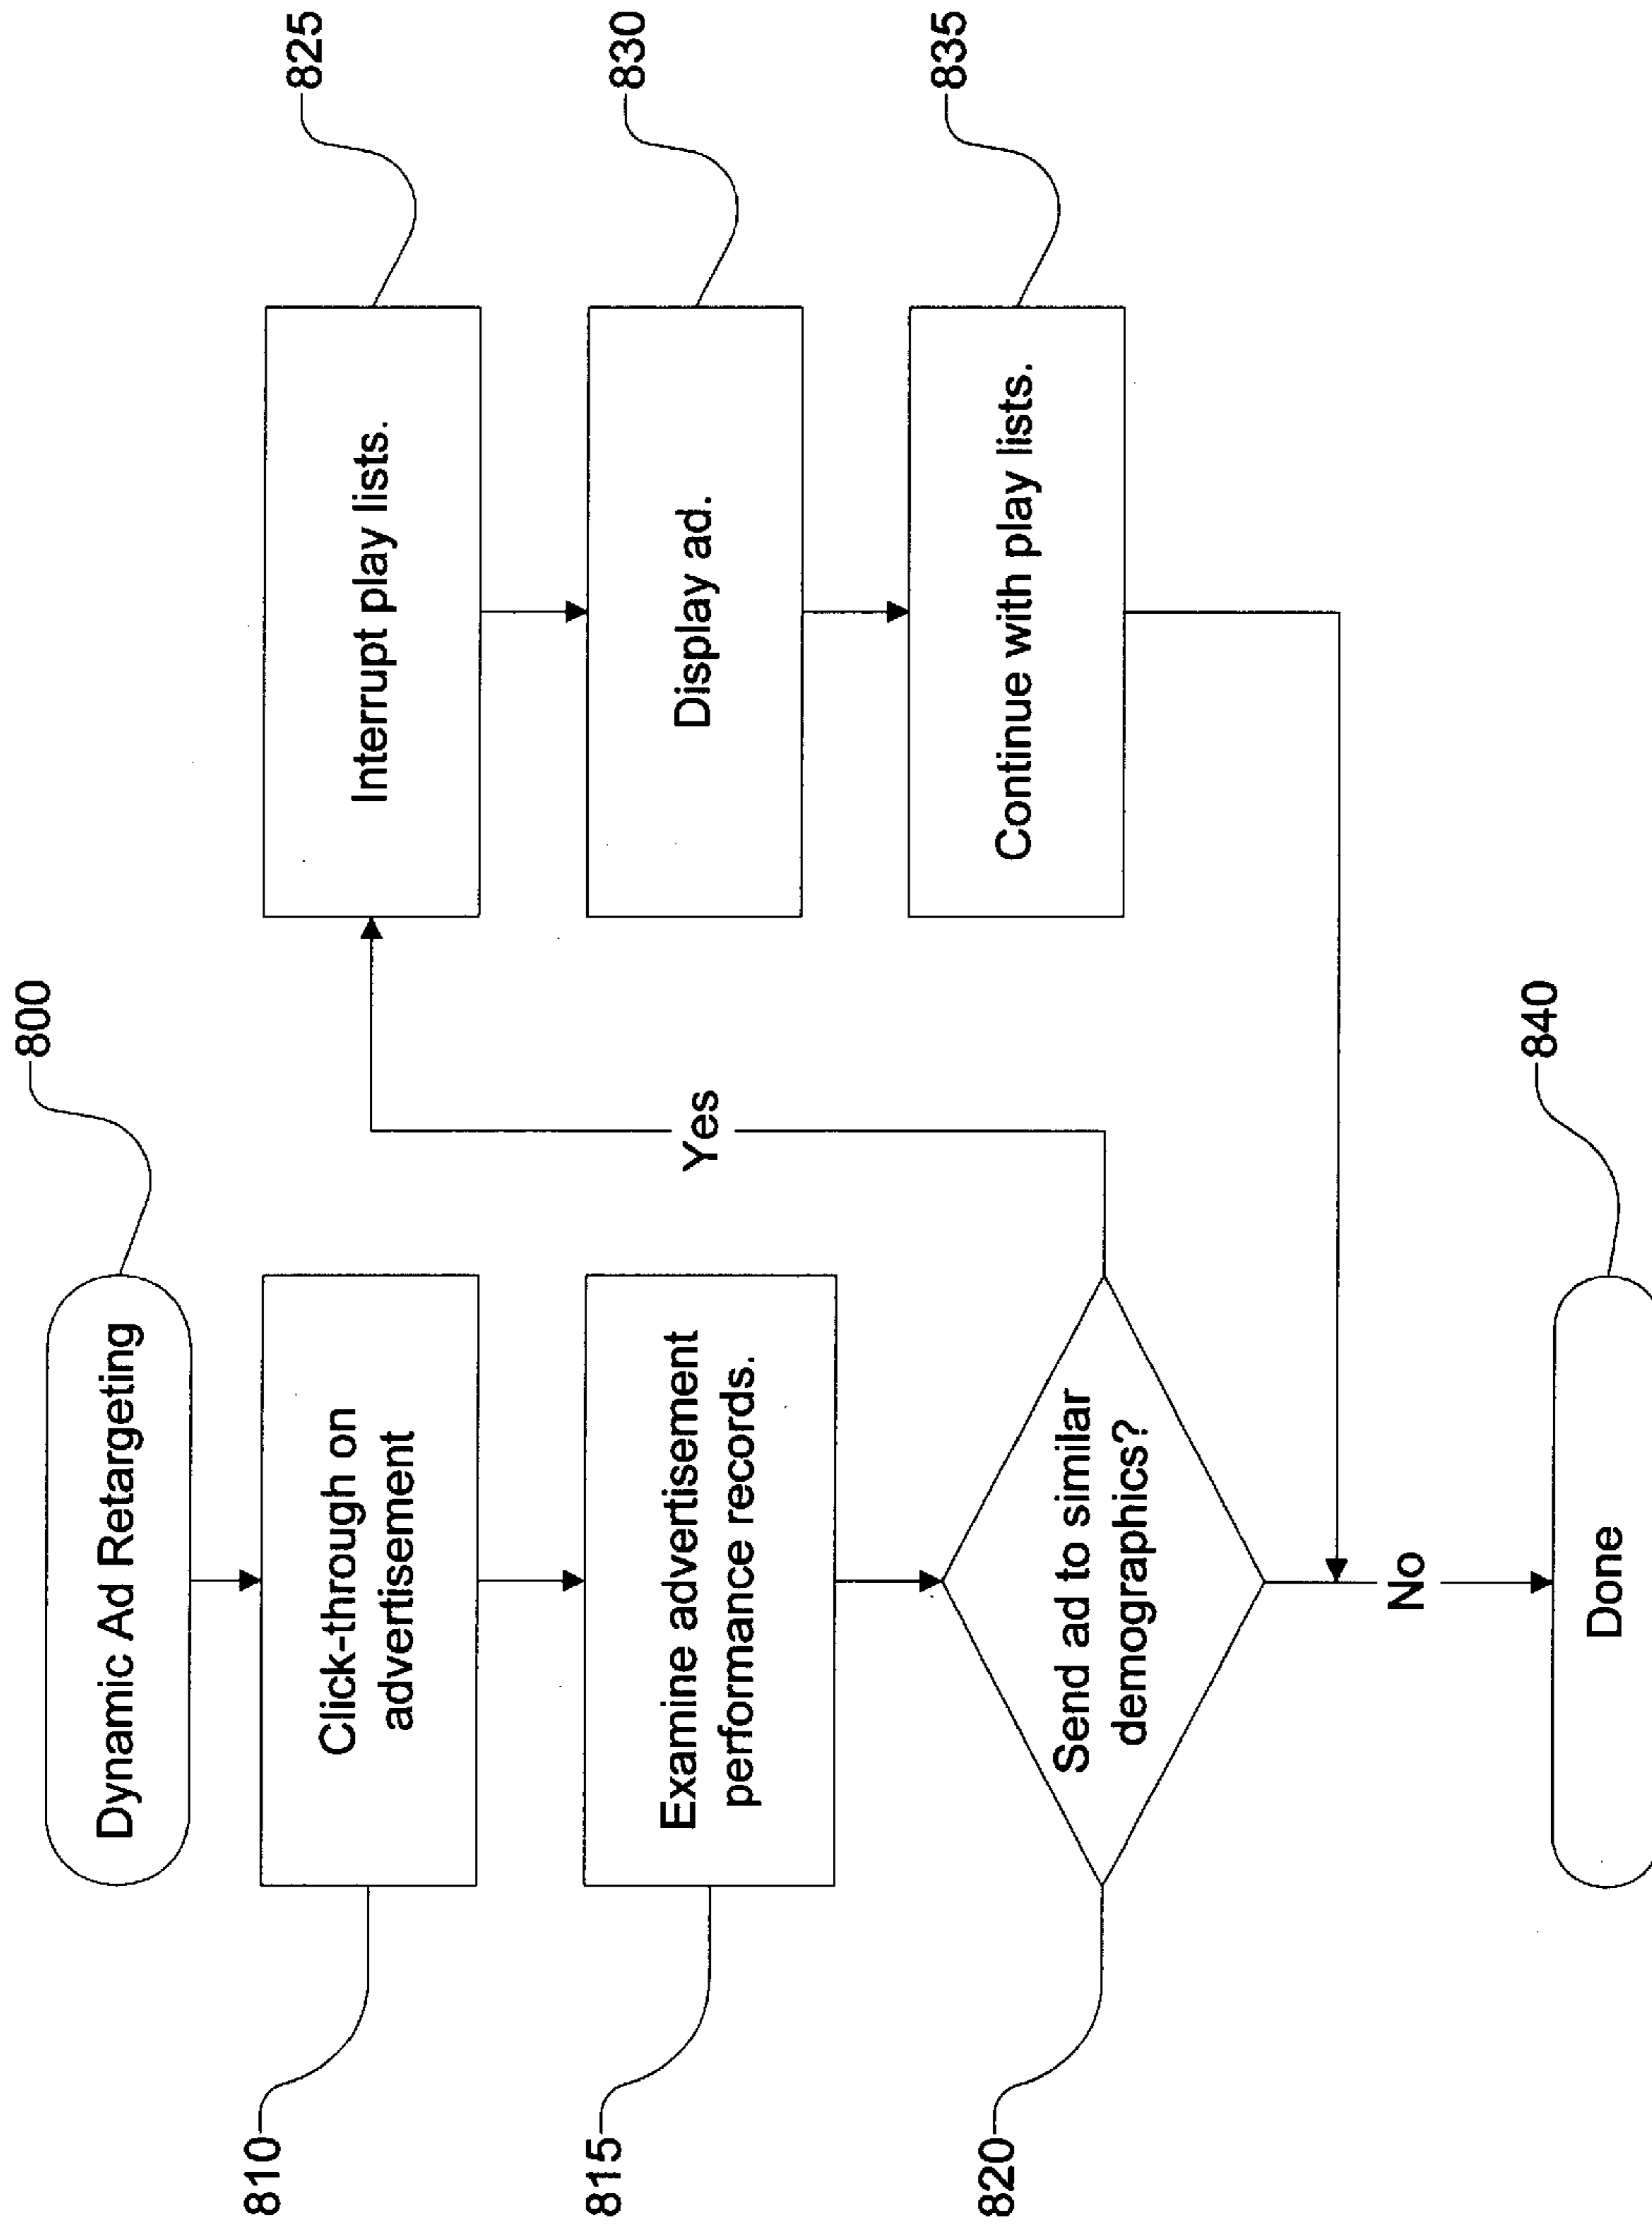 800
Dynamic Ad Retargeting
810
Click-through on
advertisement
815
Examine advertisement
performance records.
820
Send ad to similar
demographics?
Yes
825
Interrupt play lists.
830
Display ad.
835
Continue with play lists.
No
840
Done